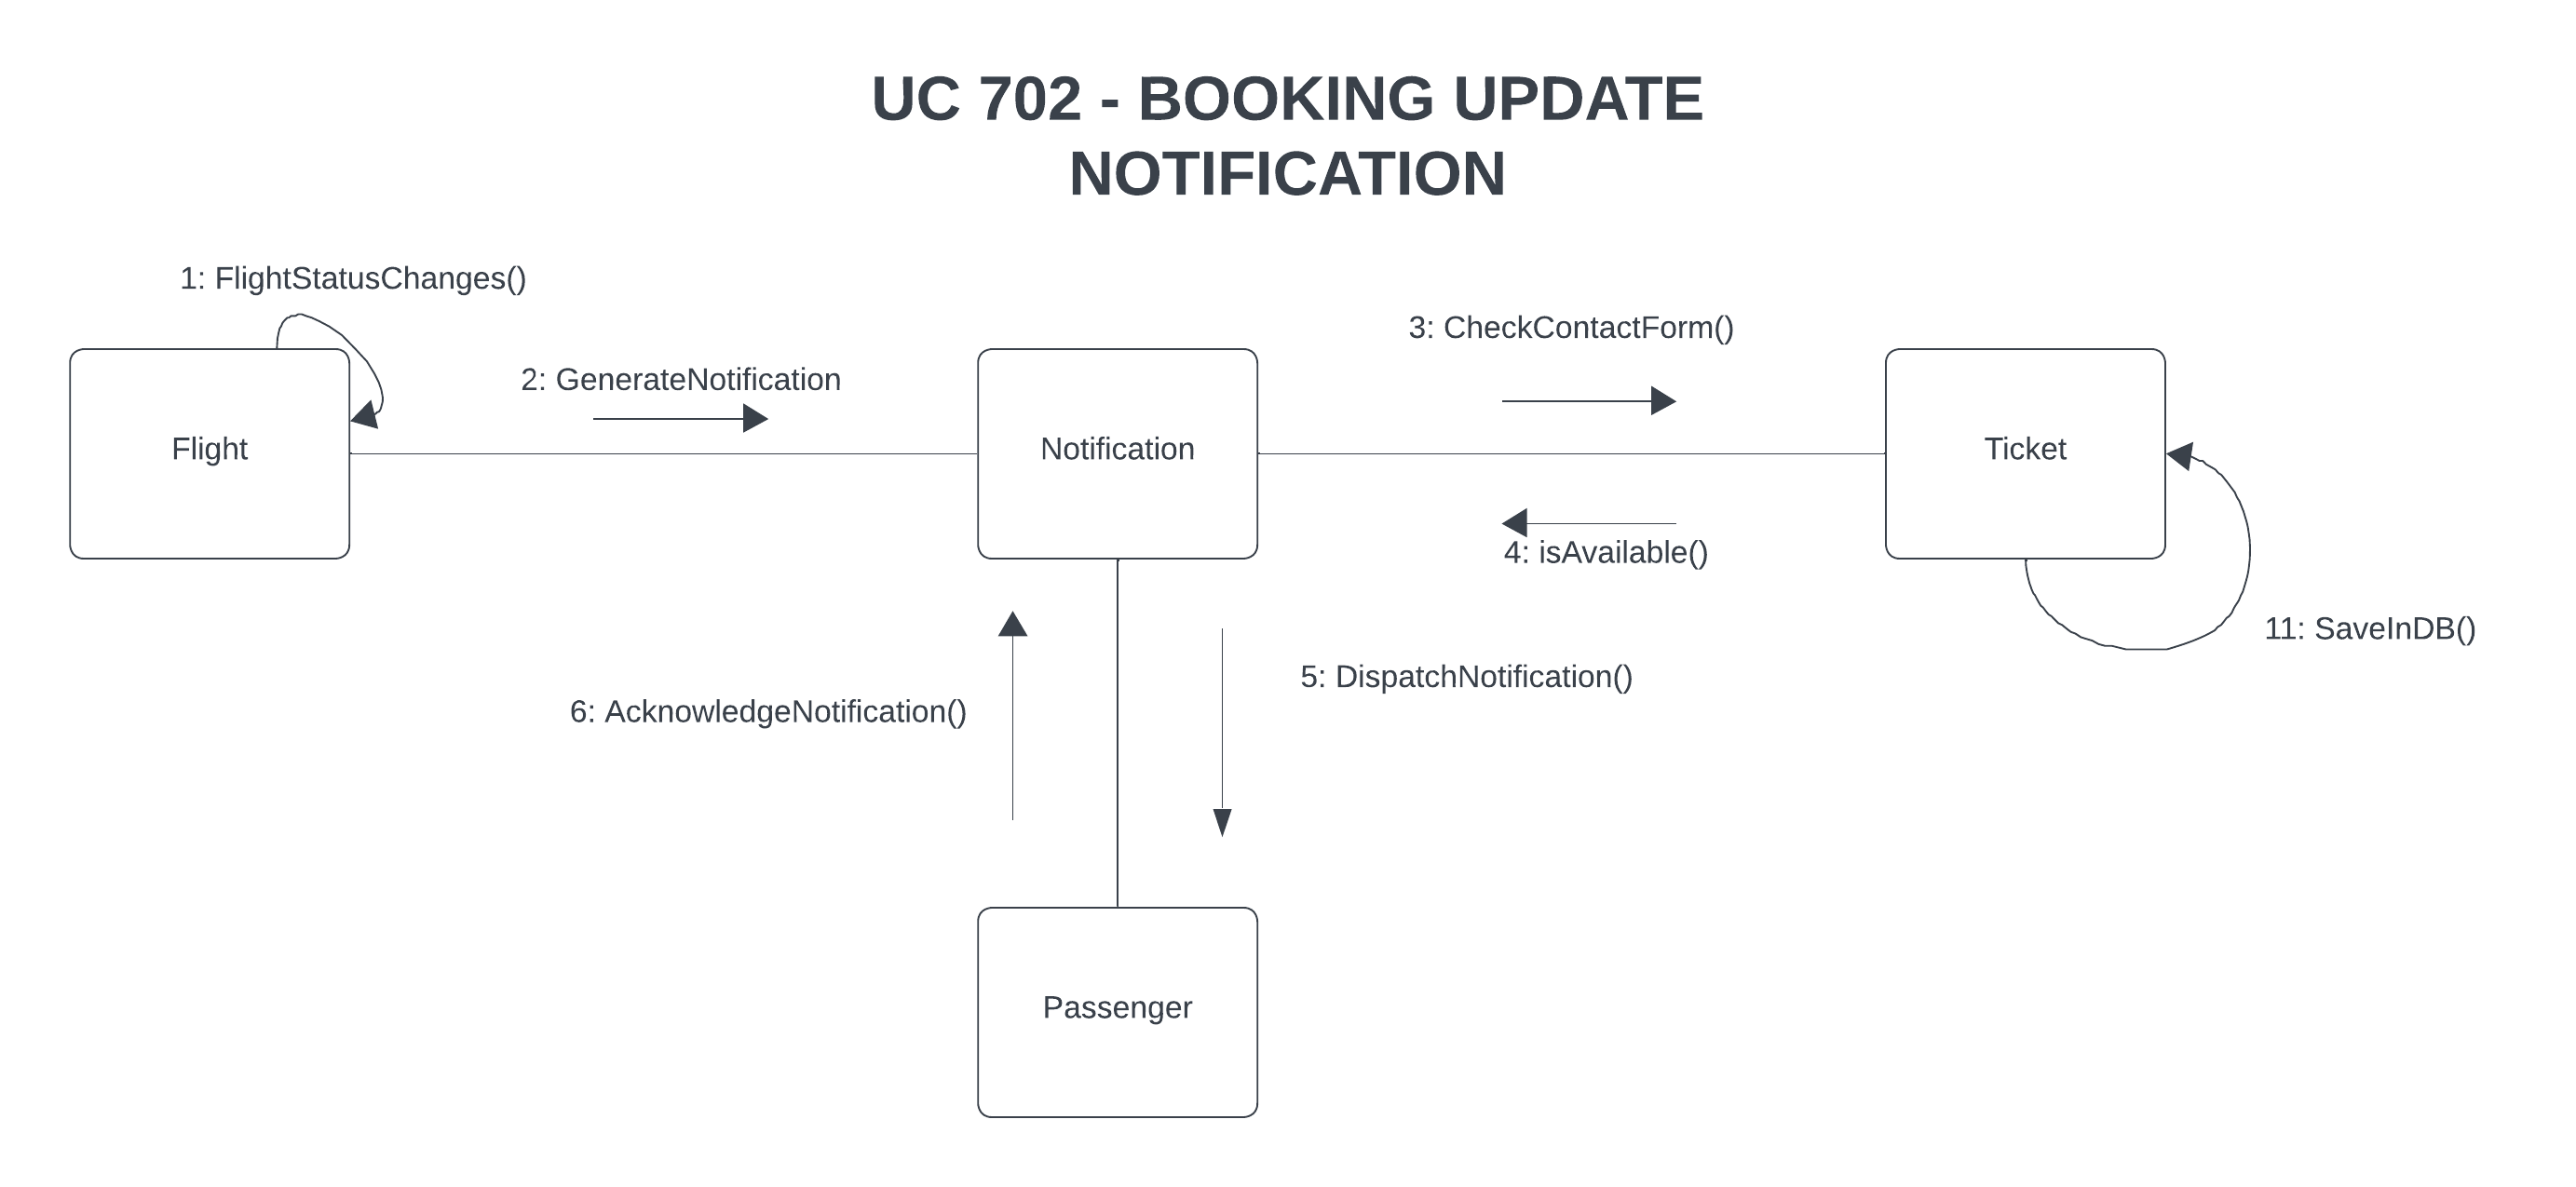 UC 702 - BOOKING UPDATE
NOTIFICATION
1: FlightStatusChanges()
3: CheckContactForm()
2: GenerateNotification
Flight
Notification
Ticket
4: isAvailable()
11: SaveInDB()
5: DispatchNotification()
6: AcknowledgeNotification()
Passenger